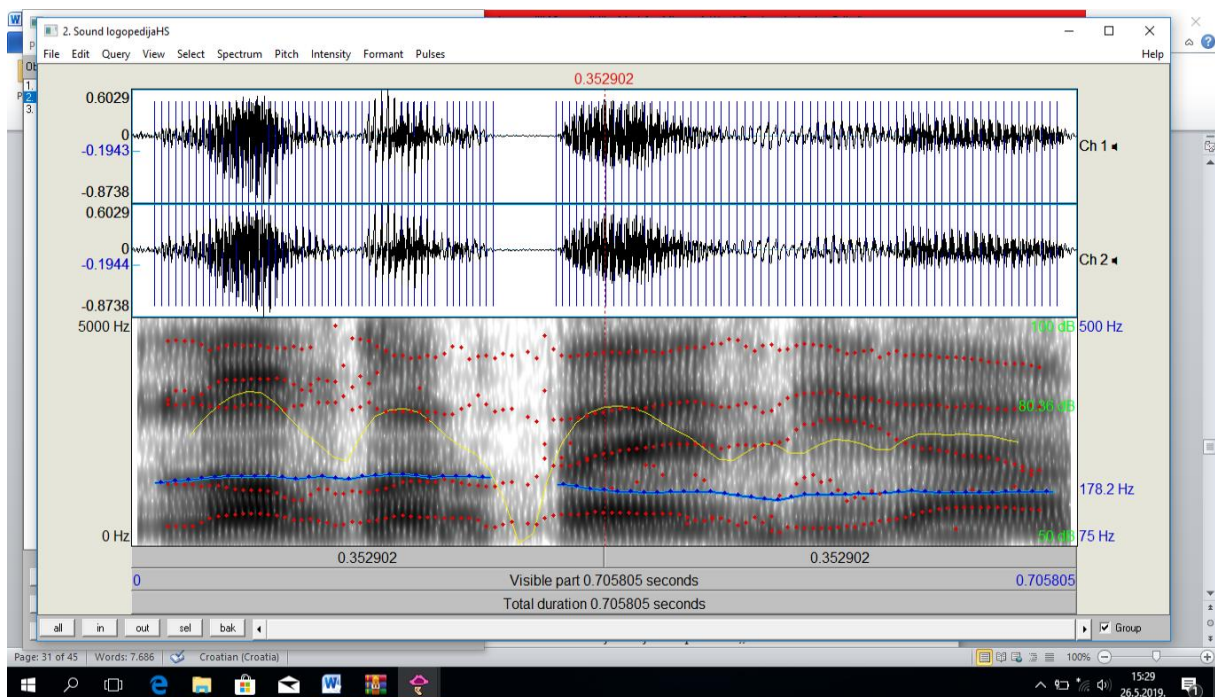 2. Sound logopedijaHS
File Edit Query View Select Spectrum Pitch Intensity Formant Pulses Help
0.352902
0.6029
0
-0.1943
-0.8738
Ch 1
0.6029
0
-0.1944
-0.8738
Ch 2
5000 Hz
100 dB 500 Hz
80.36 dB
178.2 Hz
0 Hz
50 dB 75 Hz
0.352902 0.352902
0 Visible part 0.705805 seconds 0.705805
Total duration 0.705805 seconds
all in out sel bak Group
Page: 31 of 45 Words: 7.686 Croatian (Croatia) 100%
15:29
26.5.2019.